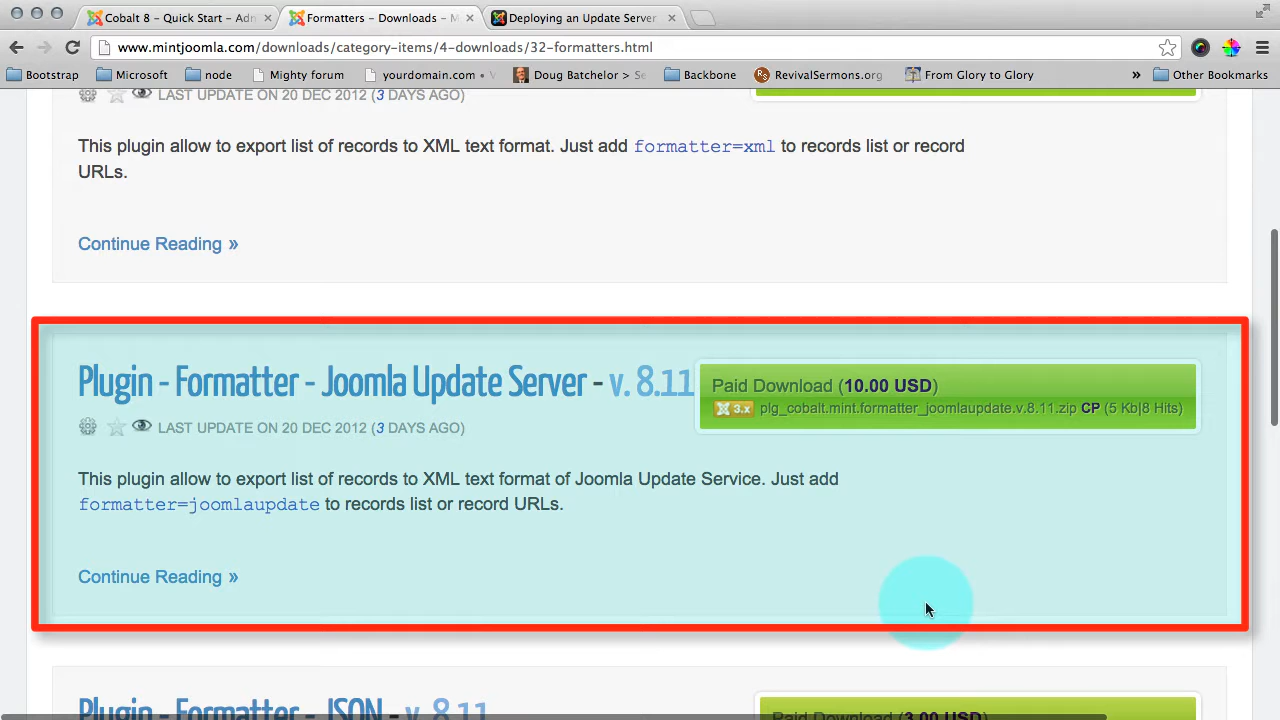 Cobalt 8 - Quick Start - Adn
Formatters - Downloads - M
Deploying an Update Server
www.mintjoomla.com/downloads/category-items/4-downloads/32-formatters.html
Bootstrap Microsoft node Mighty forum yourdomain.com • Doug Batchelor > Se Backbone RevivalSermons.org From Glory to Glory » Other Bookmarks
LAST UPDATE ON 20 DEC 2012 (3 DAYS AGO)
This plugin allow to export list of records to XML text format. Just add formatter=xml to records list or record
URLs.
Continue Reading »
Plugin - Formatter - Joomla Update Server - v. 8.11
Paid Download (10.00 USD)
3.x plg_cobalt.mint.formatter_joomlaupdate.v.8.11.zip CP (5 Kb|8 Hits)
LAST UPDATE ON 20 DEC 2012 (3 DAYS AGO)
This plugin allow to export list of records to XML text format of Joomla Update Service. Just add
formatter=joomlaupdate to records list or record URLs.
Continue Reading »
Plugin - Formatter - JSON - v. 8.11
Paid Download (3.00 USD)